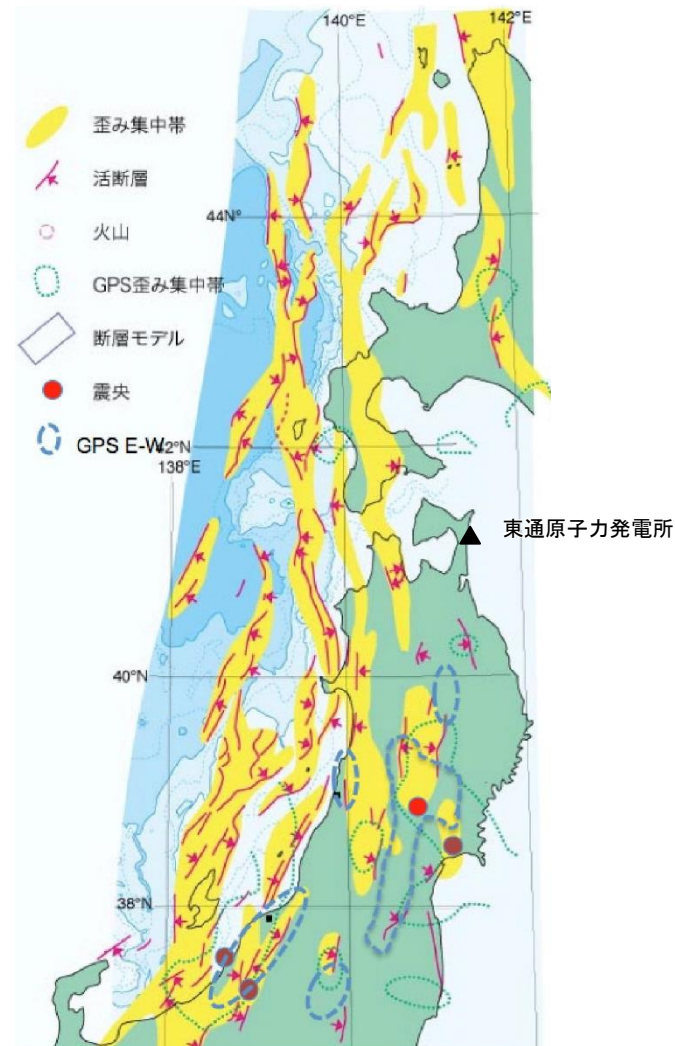 140°E
142°E
歪み集中帯
活断層
火山
44N°
GPS歪み集中帯
断層モデル
震央
GPS E-W
42°N
138°E
東通原子力発電所
40°N
38°N